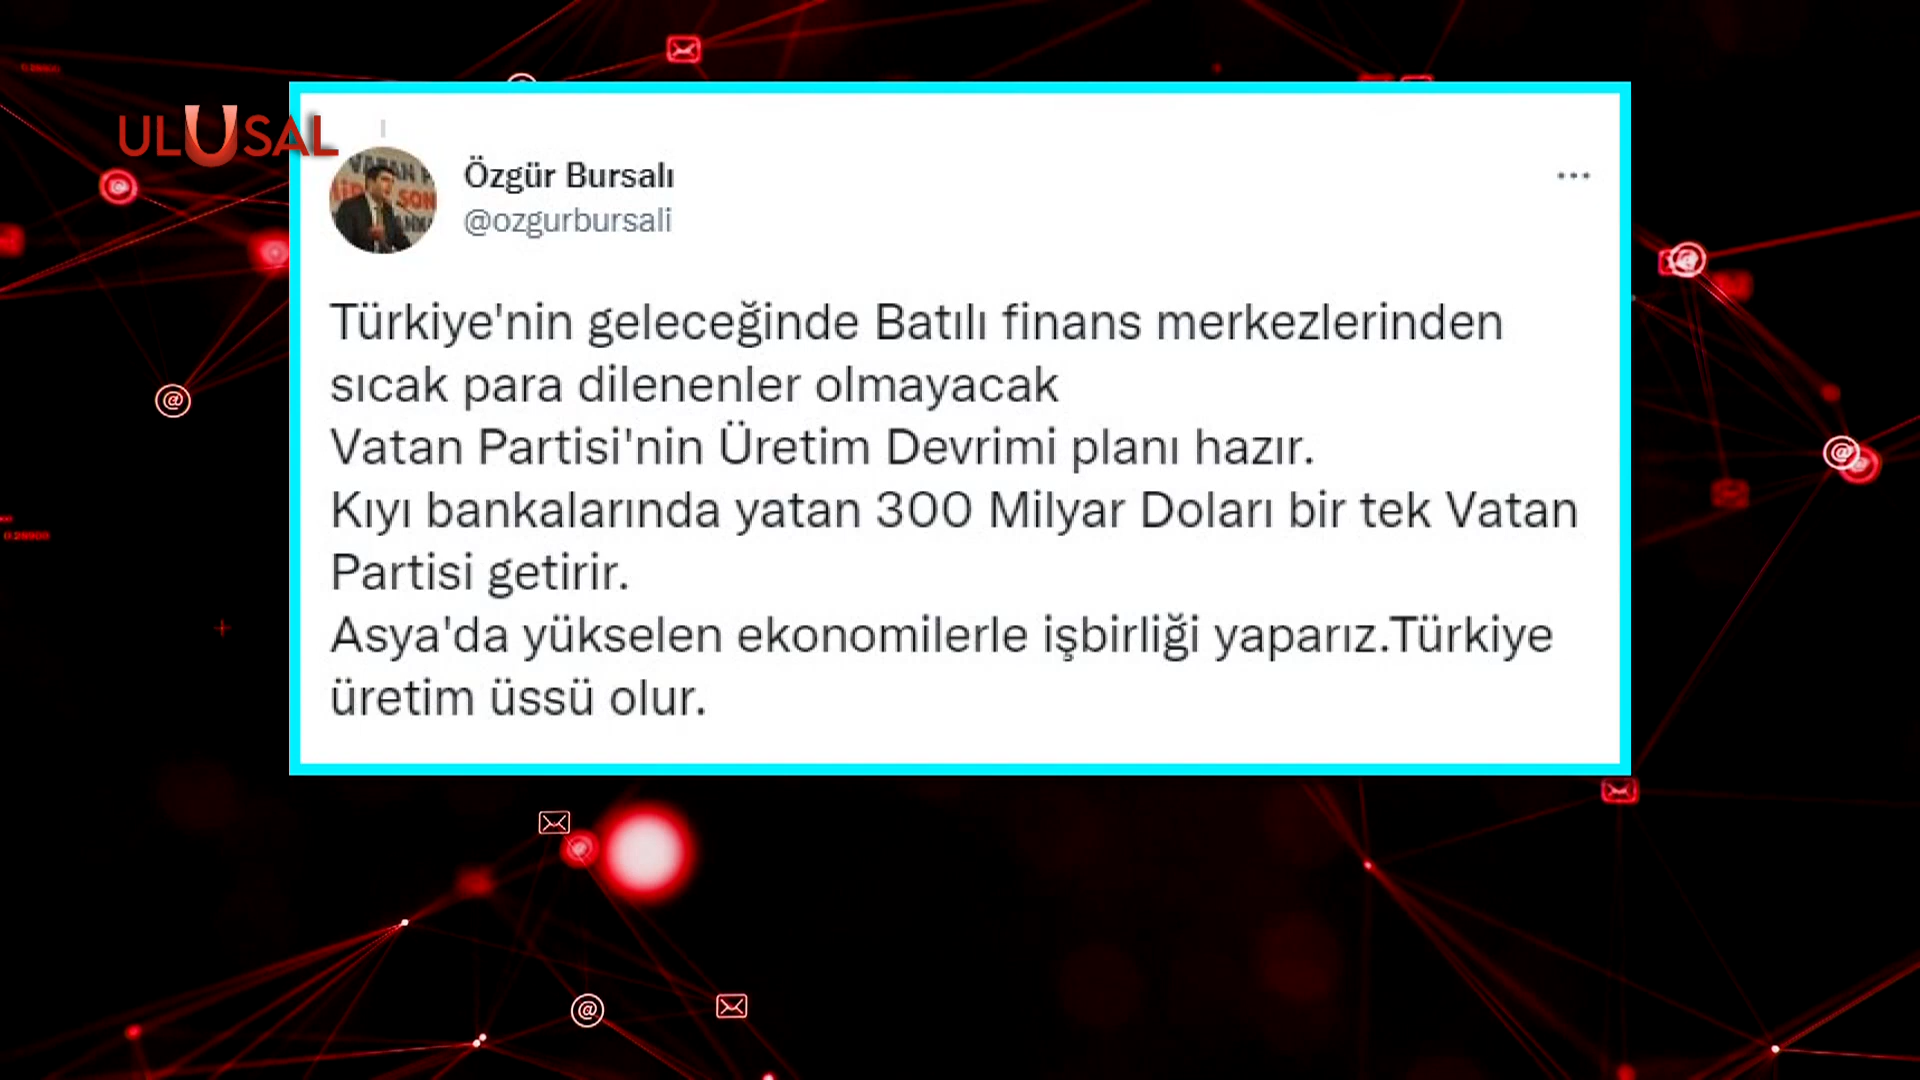 ULUSAL
Özgür Bursalı
@ozgurbursali
Türkiye'nin geleceğinde Batılı finans merkezlerinden
sıcak para dilenenler olmayacak
Vatan Partisi'nin Üretim Devrimi planı hazır.
Kıyı bankalarında yatan 300 Milyar Doları bir tek Vatan
Partisi getirir.
Asya'da yükselen ekonomilerle işbirliği yaparız.Türkiye
üretim üssü olur.